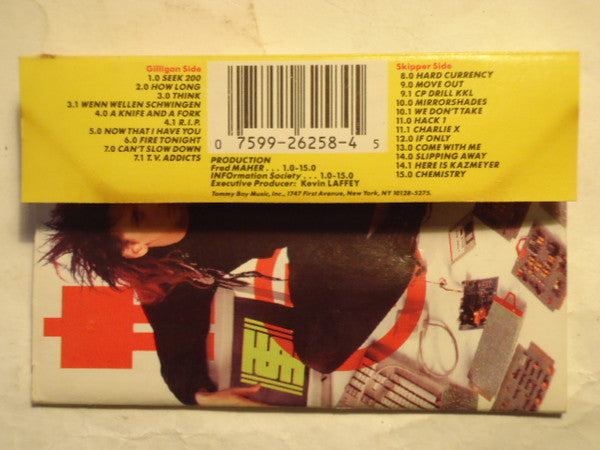 Gilligan Side
1.0 SEEK 200
2.0 HOW LONG
3.0 THINK
3.1 WENN WELLEN SCHWINGEN
4.0 A KNIFE AND A FORK
4.1 R.I.P.
5.0 NOW THAT I HAVE YOU
6.0 FIRE TONIGHT
7.0 CAN'T SLOW DOWN
7.1 T.V. ADDICTS
0 7599-26258-4 5
PRODUCTION
Fred MAHER . . . 1.0-15.0
INFOrmation Society . . . 1.0-15.0
Executive Producer: Kevin LAFFEY
Tommy Boy Music, Inc., 1747 First Avenue, New York, NY 10128-5275.
Skipper Side
8.0 HARD CURRENCY
9.0 MOVE OUT
9.1 CP DRILL KKL
10.0 MIRRORSHADES
10.1 WE DON'T TAKE
11.0 HACK 1
11.1 CHARLIE X
12.0 IF ONLY
13.0 COME WITH ME
14.0 SLIPPING AWAY
14.1 HERE IS KAZMEYER
15.0 CHEMISTRY